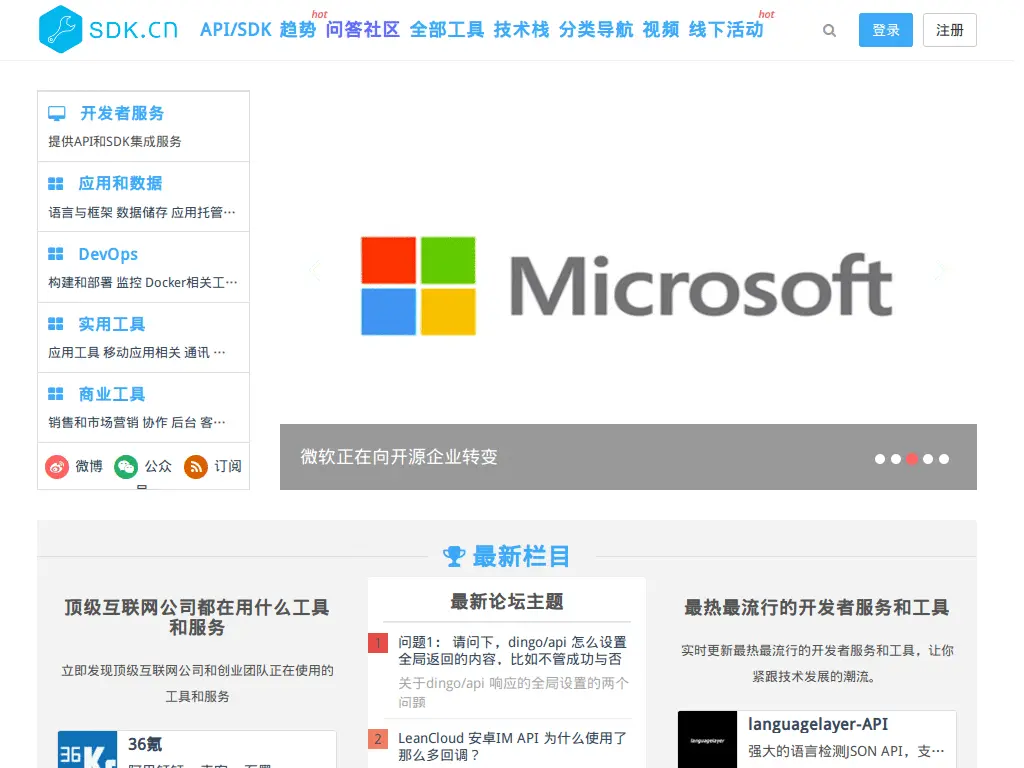 SDK.cn API/SDK 趋势 hot 问答社区 全部工具 技术栈 分类导航 视频 线下活动 hot 登录 注册
开发者服务
提供API和SDK集成服务
应用和数据
语言与框架 数据储存 应用托管…
DevOps
构建和部署 监控 Docker相关工…
实用工具
应用工具 移动应用相关 通讯 …
商业工具
销售和市场营销 协作 后台 客…
微博 公众 订阅
Microsoft
微软正在向开源企业转变
最新栏目
顶级互联网公司都在用什么工具
和服务
立即发现顶级互联网公司和创业团队正在使用的
工具和服务
36Kr
36氪
最新论坛主题
1 问题1： 请问下，dingo/api 怎么设置
全局返回的内容，比如不管成功与否
关于dingo/api 响应的全局设置的两个
问题
2 LeanCloud 安卓IM API 为什么使用了
那么多回调？
最热最流行的开发者服务和工具
实时更新最热最流行的开发者服务和工具，让你
紧跟技术发展的潮流。
languagelayer
languagelayer-API
强大的语言检测JSON API，支…